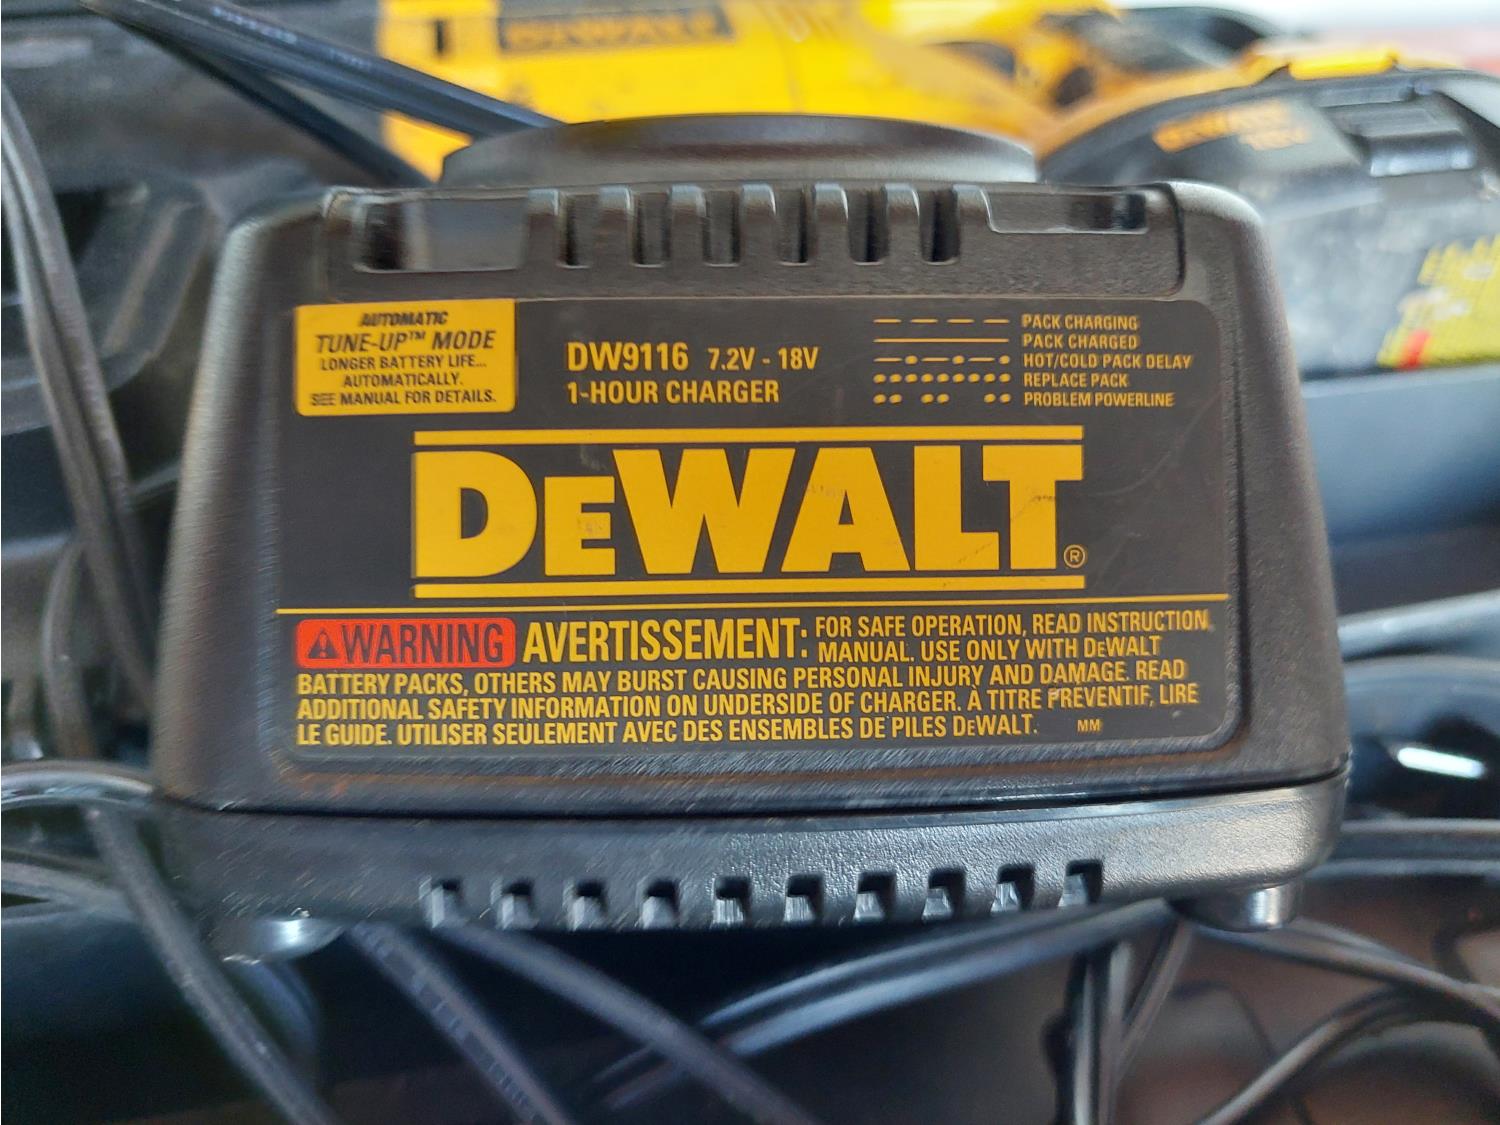 DEWALT
DEWALT
18V
AUTOMATIC
TUNE-UP™ MODE
LONGER BATTERY LIFE...
AUTOMATICALLY.
SEE MANUAL FOR DETAILS.
DW9116 7.2V - 18V
1-HOUR CHARGER
PACK CHARGING
PACK CHARGED
HOT/COLD PACK DELAY
REPLACE PACK
PROBLEM POWERLINE
DEWALT®
WARNING AVERTISSEMENT: FOR SAFE OPERATION, READ INSTRUCTION
MANUAL. USE ONLY WITH DEWALT
BATTERY PACKS, OTHERS MAY BURST CAUSING PERSONAL INJURY AND DAMAGE. READ
ADDITIONAL SAFETY INFORMATION ON UNDERSIDE OF CHARGER. À TITRE PRÉVENTIF, LIRE
LE GUIDE. UTILISER SEULEMENT AVEC DES ENSEMBLES DE PILES DEWALT. MM